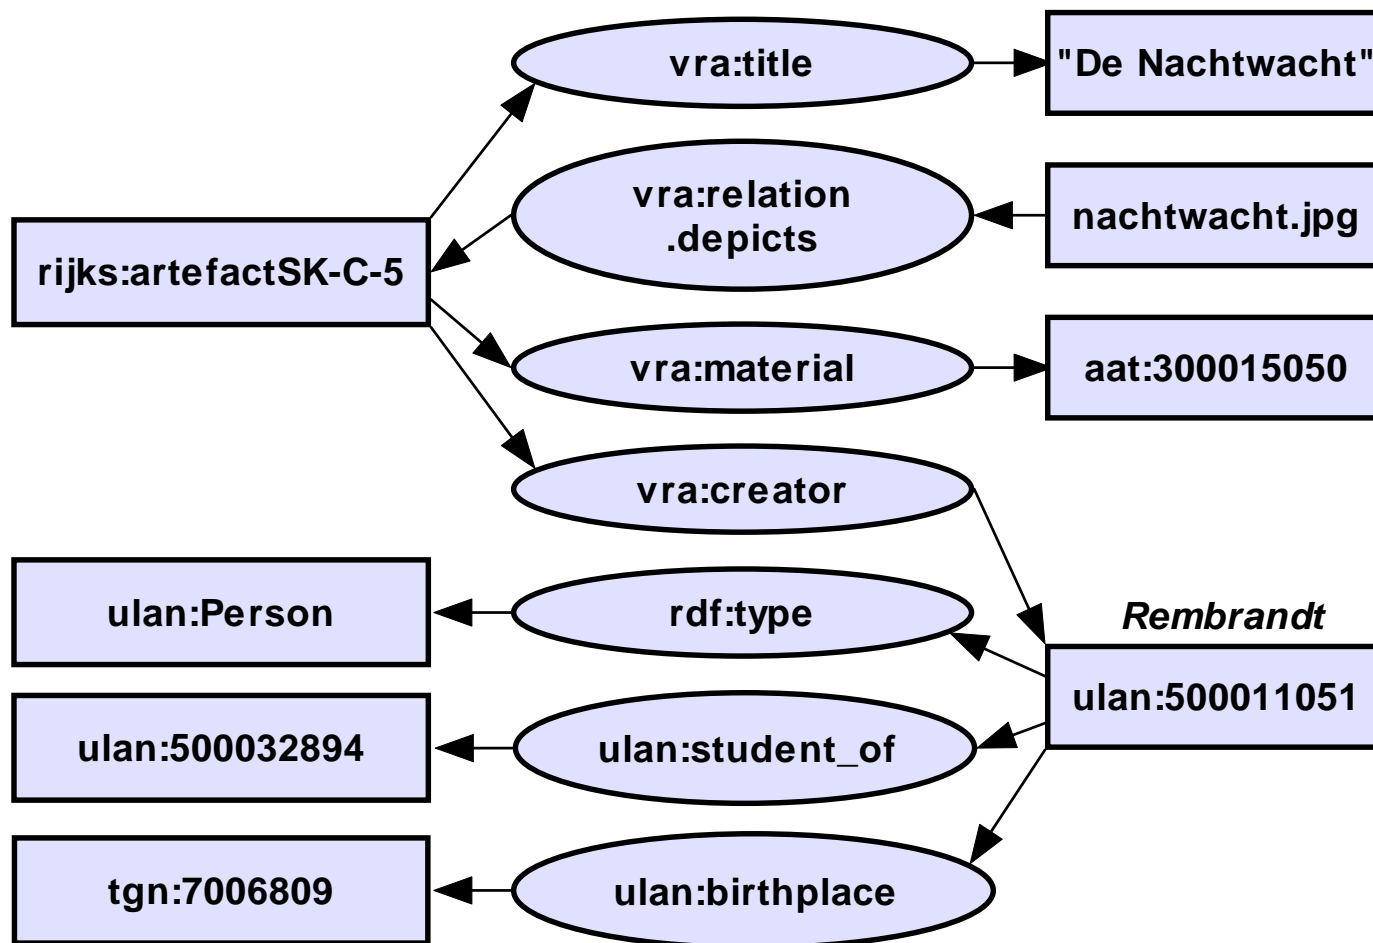 vra:title
"De Nachtwacht"
vra:relation
.depicts
nachtwacht.jpg
rijks:artefactSK-C-5
vra:material
aat:300015050
vra:creator
ulan:Person
rdf:type
Rembrandt
ulan:500011051
ulan:500032894
ulan:student_of
tgn:7006809
ulan:birthplace